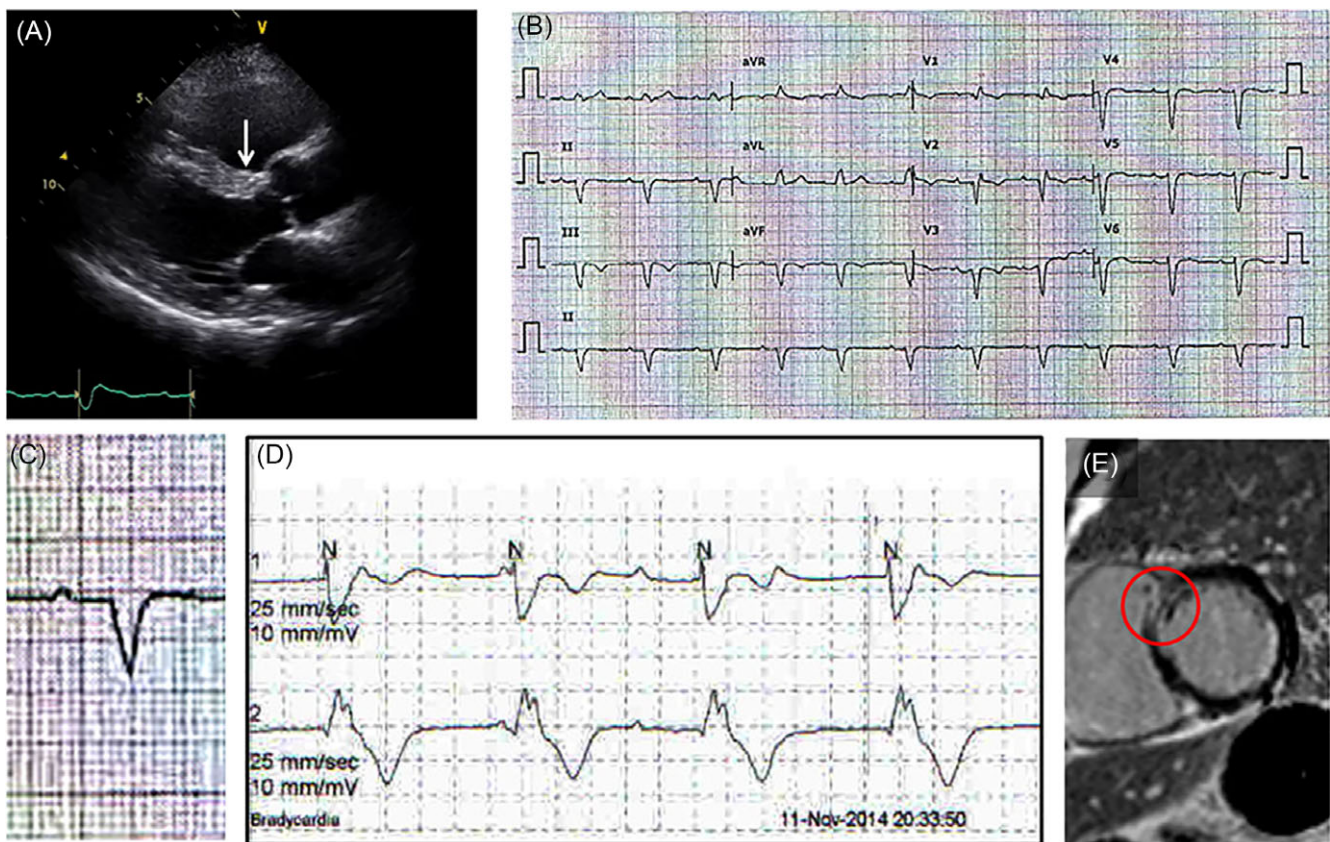 (A)
V
5
10
(B)
aVR
V1
V4
II
aVL
V2
V5
III
aVF
V3
V6
II
(C)
(D)
N N N N
1
25 mm/sec
10 mm/mV
2
25 mm/sec
10 mm/mV
Bradycardia
11-Nov-2014 20:33:50
(E)